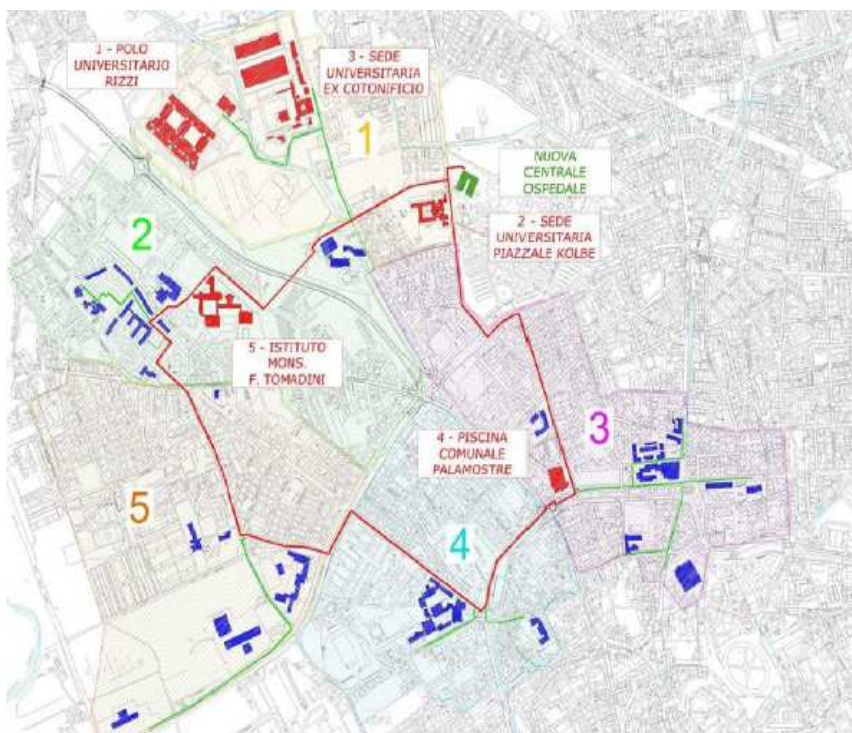 1 - POLO
UNIVERSITARIO
RIZZI
3 - SEDE
UNIVERSITARIA
EX COTONIFICIO
1
NUOVA
CENTRALE
OSPEDALE
2
2 - SEDE
UNIVERSITARIA
PIAZZALE KOLBE
5 - ISTITUTO
MONS.
F. TOMADINI
4 - PISCINA
COMUNALE
PALAMOSTRE
3
5
4